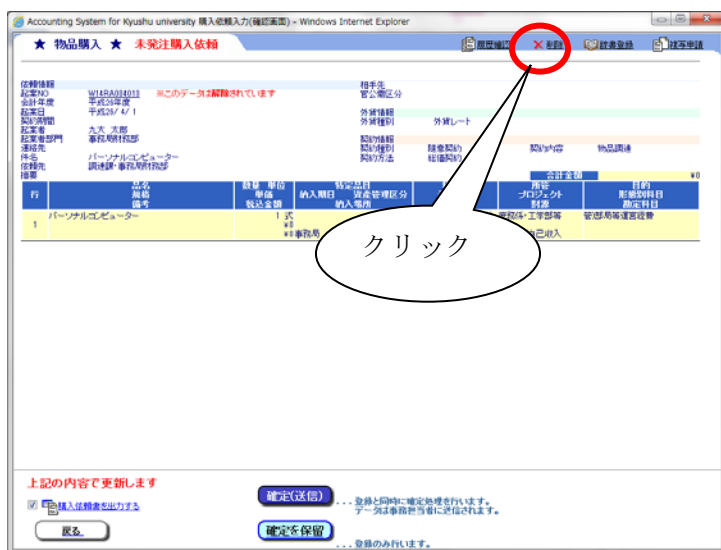 Accounting System for Kyushu university 購入依頼入力(確認画面) - Windows Internet Explorer
★ 物品購入 ★ 未発注購入依頼
履歴確認 ×削除 辞書登録 複写申請
依頼情報 相手先
起案NO W14RA004013 ※このデータは解除されています 官公需区分
会計年度 平成26年度
起案日 平成26/ 4/ 1 外貨情報
契約期間 外貨種別 外貨レート
起案者 九大 太郎
起案者部門 事務局財務部 契約情報
連絡先 契約種別 随意契約 契約内容 物品調達
件名 パーソナルコンピューター 契約方法 総価契約
依頼先 調達課・事務局財務部
摘要 合計金額 ¥0
品名 数量 単位 特定品目 所管 目的
行 規格 単価 納入期日 資産管理区分 プロジェクト 形態別科目
備考 税込金額 納入場所 財源 勘定科目
パーソナルコンピューター 1 式 管理部局等運営経費
1 ¥0
¥0 事務局 自己収入
クリック
上記の内容で更新します
購入依頼書を出力する
確定(送信) ...登録と同時に確定処理を行います。
データは事務担当者に送信されます。
戻る 確定を保留
...登録のみ行います。